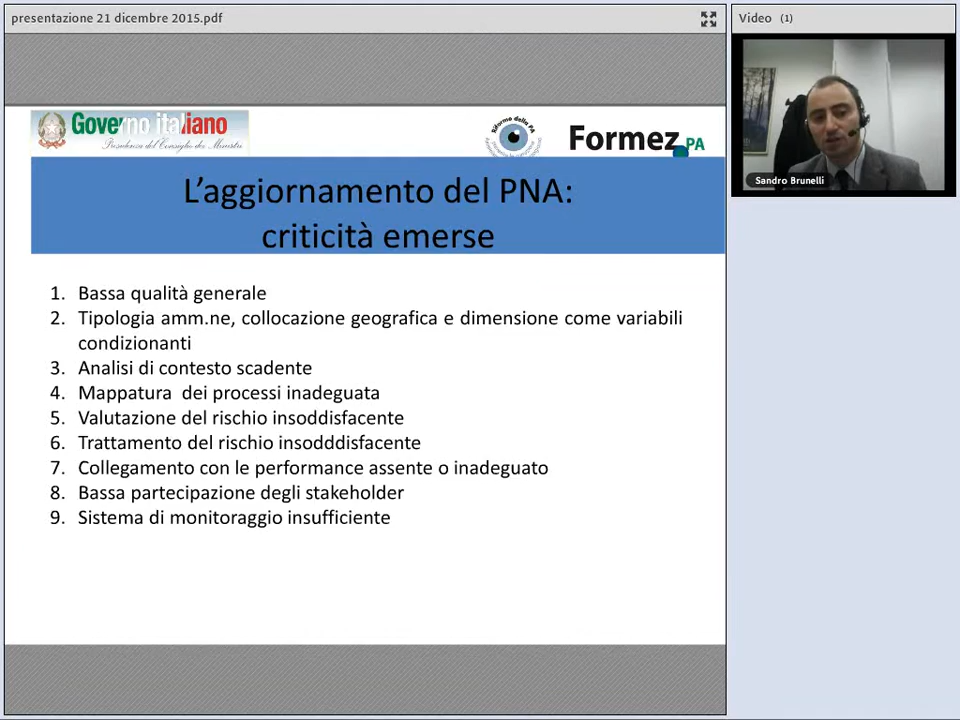 presentazione 21 dicembre 2015.pdf
Video (1)
Governo italiano
Presidenza del Consiglio dei Ministri
Riforma della PA
Formez PA
Sandro Brunelli
L'aggiornamento del PNA:
criticità emerse
1. Bassa qualità generale
2. Tipologia amm.ne, collocazione geografica e dimensione come variabili
condizionanti
3. Analisi di contesto scadente
4. Mappatura dei processi inadeguata
5. Valutazione del rischio insoddisfacente
6. Trattamento del rischio insodddisfacente
7. Collegamento con le performance assente o inadeguato
8. Bassa partecipazione degli stakeholder
9. Sistema di monitoraggio insufficiente